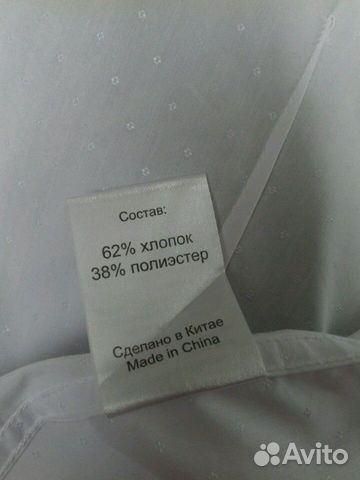 Состав:
62% хлопок
38% полиэстер
Сделано в Китае
Made in China
Avito